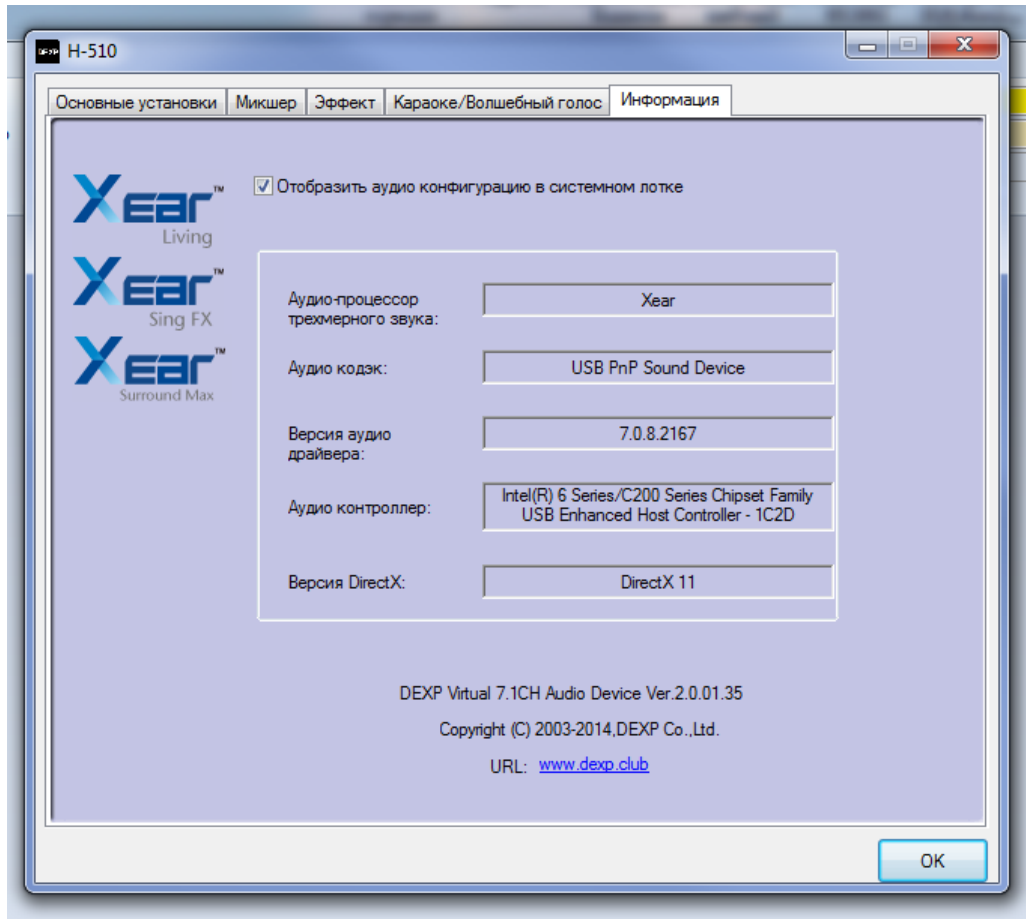 DEXP H-510
Основные установки Микшер Эффект Караоке/Волшебный голос Информация
Xear™
Living
Xear™
Sing FX
Xear™
Surround Max
Отобразить аудио конфигурацию в системном лотке
Аудио-процессор
трехмерного звука:
Xear
Аудио кодэк:
USB PnP Sound Device
Версия аудио
драйвера:
7.0.8.2167
Аудио контроллер:
Intel(R) 6 Series/C200 Series Chipset Family
USB Enhanced Host Controller - 1C2D
Версия DirectX:
DirectX 11
DEXP Virtual 7.1CH Audio Device Ver.2.0.01.35
Copyright (C) 2003-2014,DEXP Co.,Ltd.
URL: www.dexp.club
OK